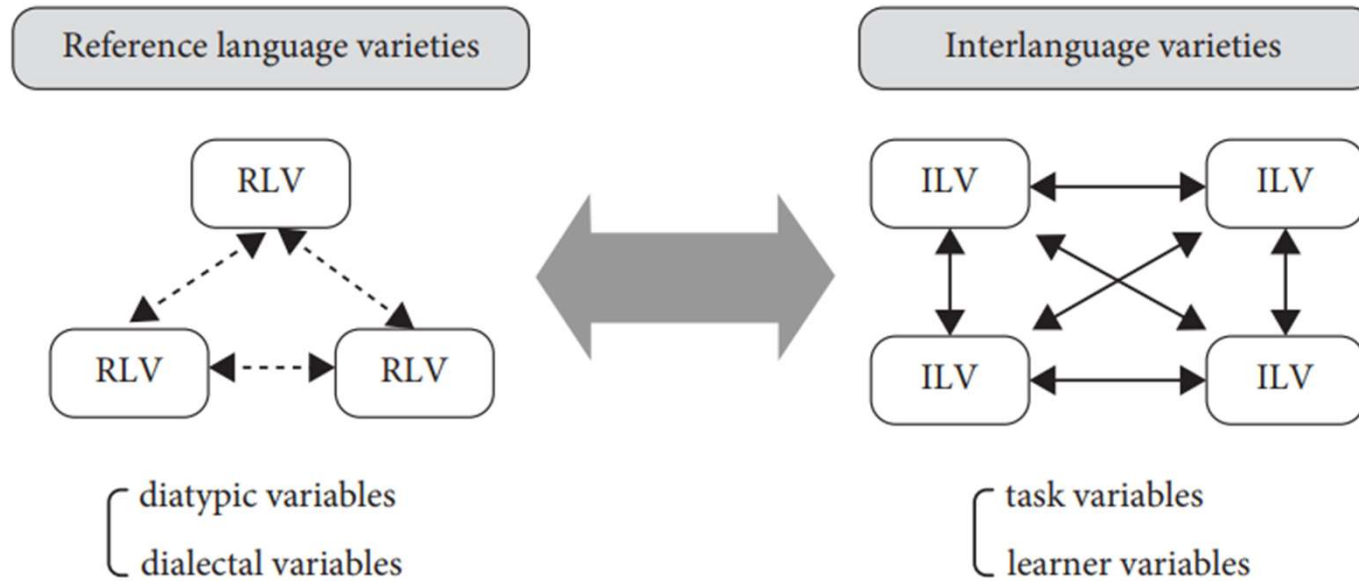 Reference language varieties
Interlanguage varieties
RLV
RLV
RLV
ILV
ILV
ILV
ILV
diatypic variables
dialectal variables
task variables
learner variables